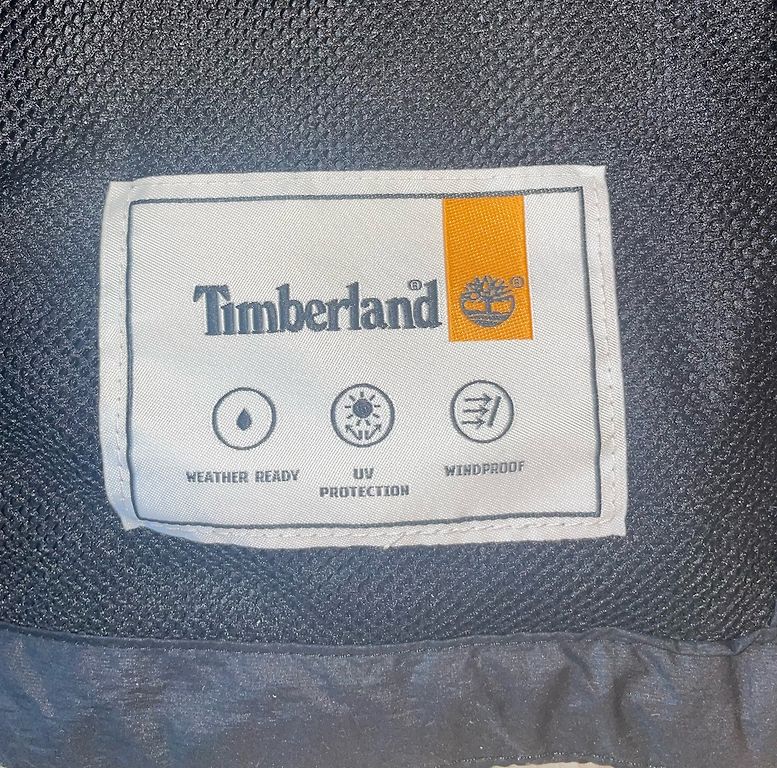 Timberland® ®
WEATHER READY
UV
PROTECTION
WINDPROOF